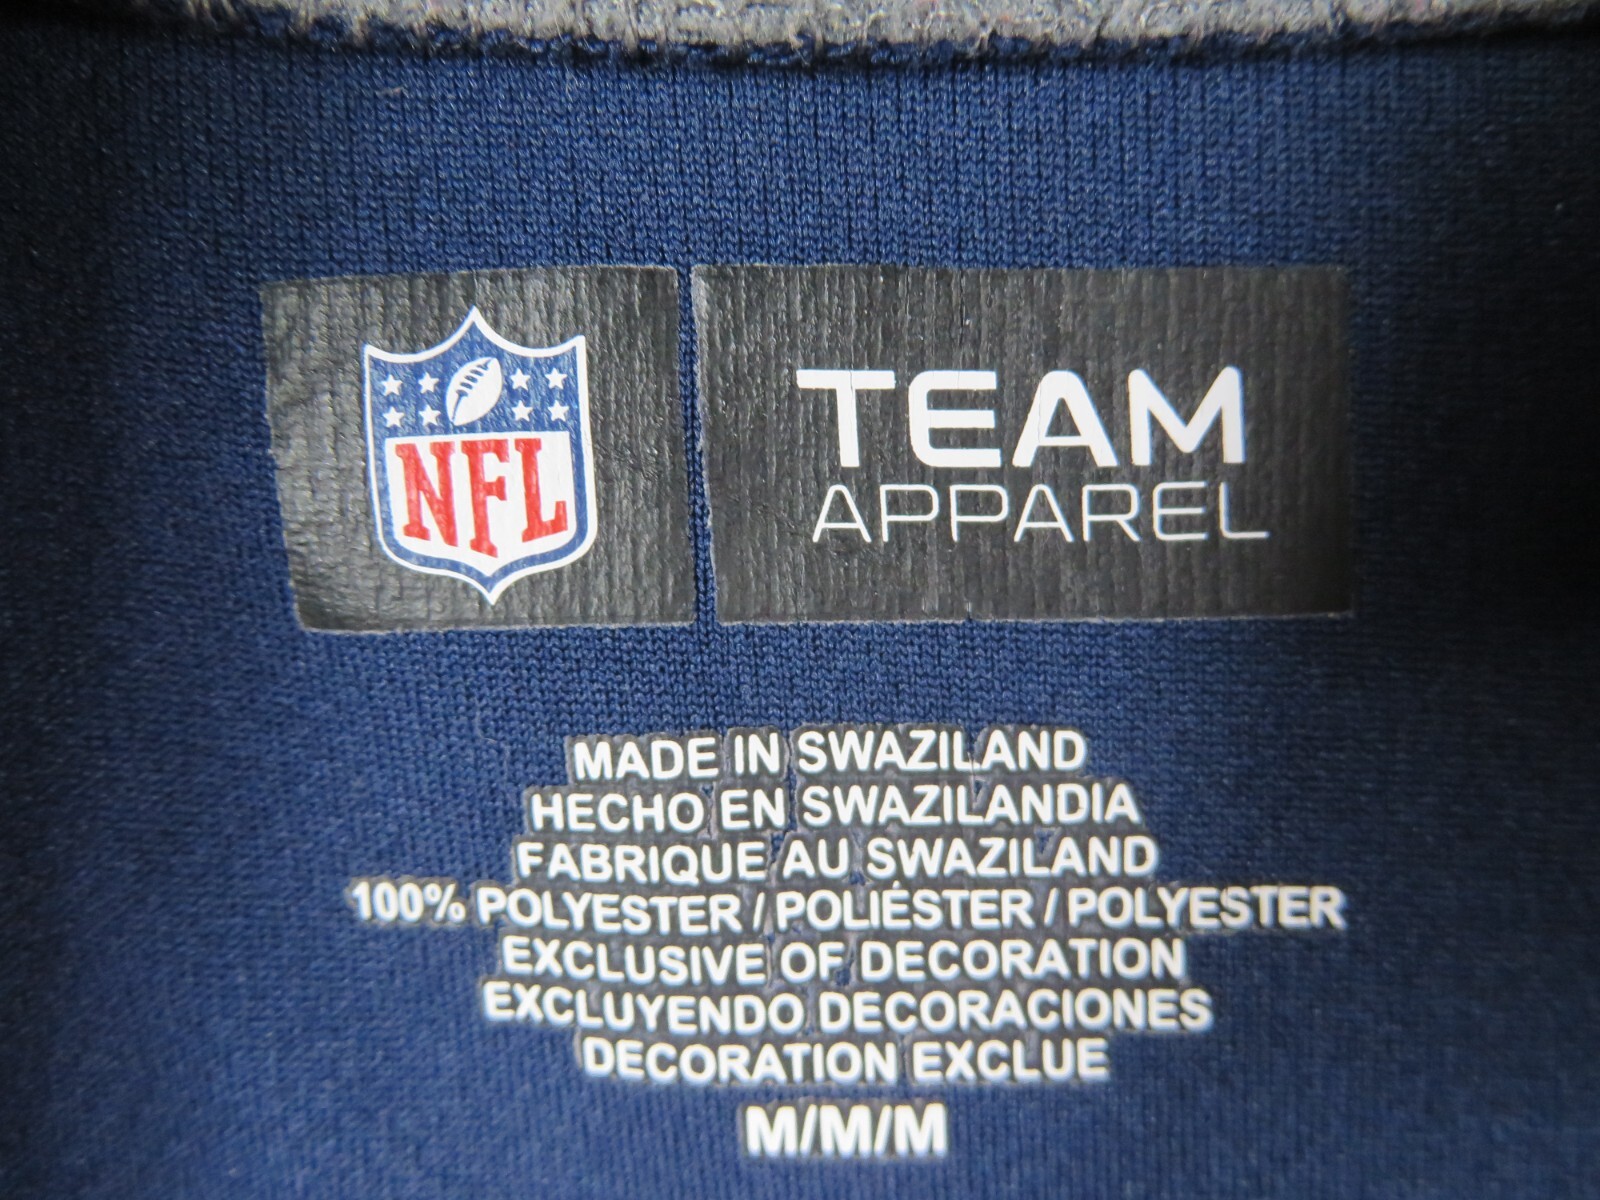 NFL
TEAM
APPAREL
MADE IN SWAZILAND
HECHO EN SWAZILANDIA
FABRIQUE AU SWAZILAND
100% POLYESTER / POLIÉSTER / POLYESTER
EXCLUSIVE OF DECORATION
EXCLUYENDO DECORACIONES
DECORATION EXCLUE
M/M/M